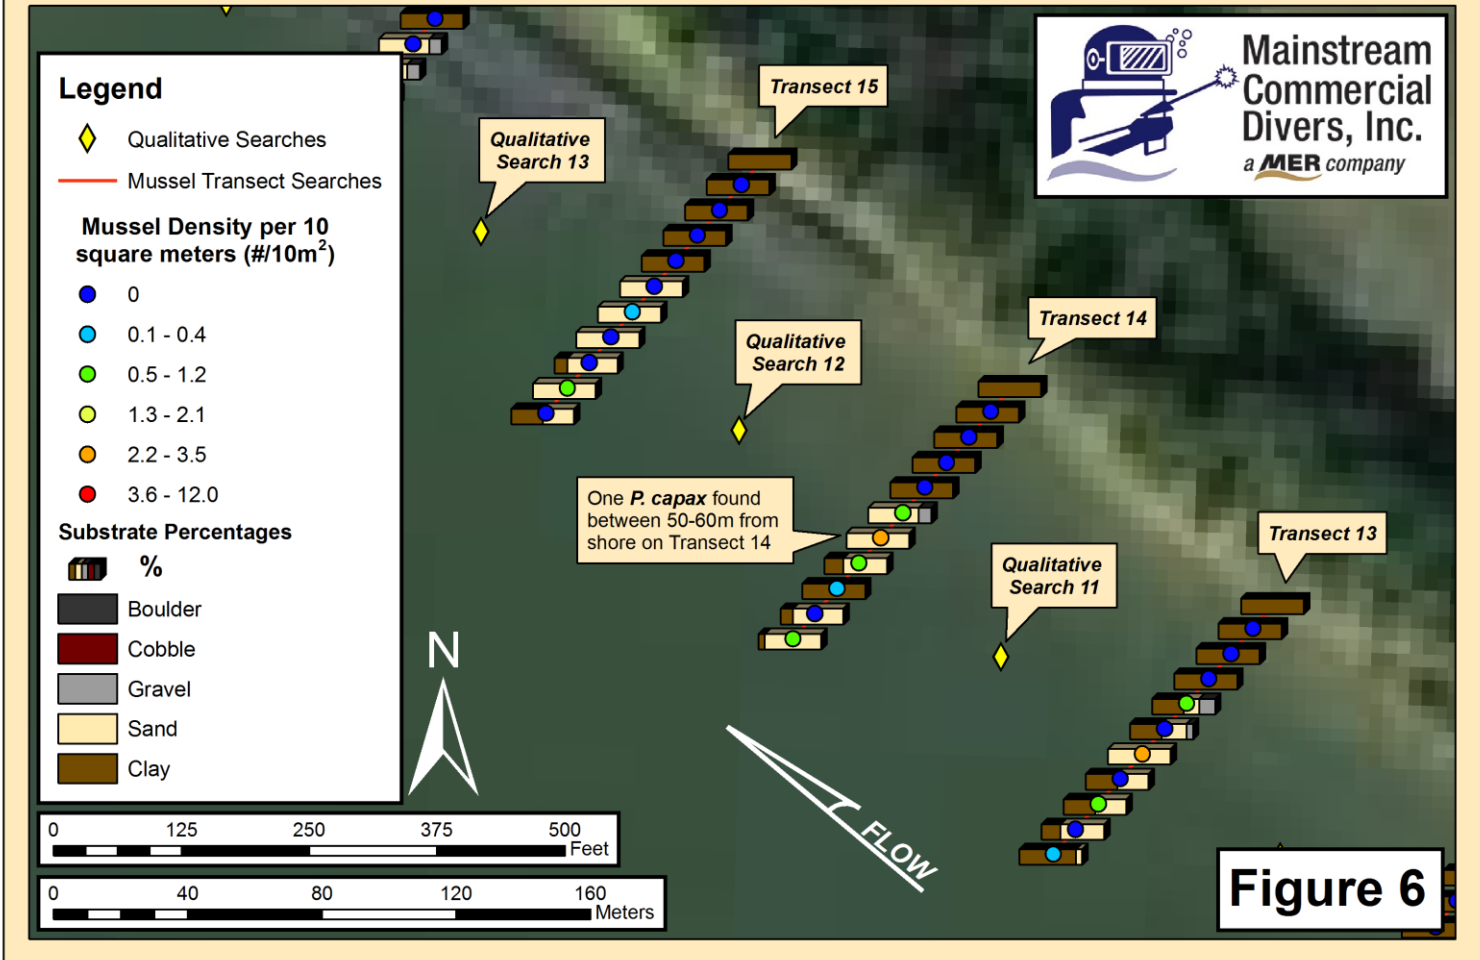 Legend
Qualitative Searches
Mussel Transect Searches
Mussel Density per 10
square meters (#/10m²)
0
0.1 - 0.4
0.5 - 1.2
1.3 - 2.1
2.2 - 3.5
3.6 - 12.0
Substrate Percentages
%
Boulder
Cobble
Gravel
Sand
Clay
0 125 250 375 500
Feet
0 40 80 120 160
Meters
N
FLOW
Qualitative
Search 13
Transect 15
Qualitative
Search 12
Transect 14
One P. capax found
between 50-60m from
shore on Transect 14
Qualitative
Search 11
Transect 13
Mainstream
Commercial
Divers, Inc.
a MER company
Figure 6